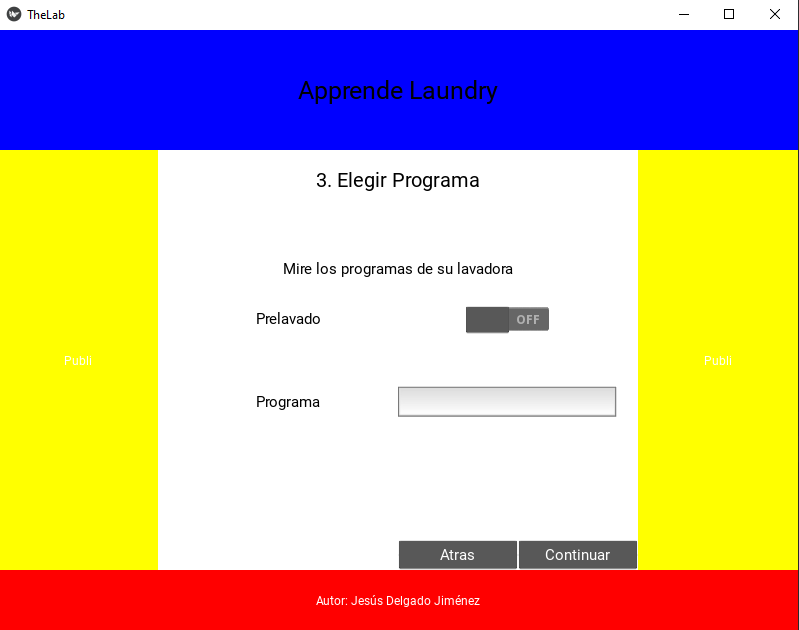 TheLab
Apprende Laundry
3. Elegir Programa
Mire los programas de su lavadora
Prelavado
OFF
Publi
Publi
Programa
Atras
Continuar
Autor: Jesús Delgado Jiménez